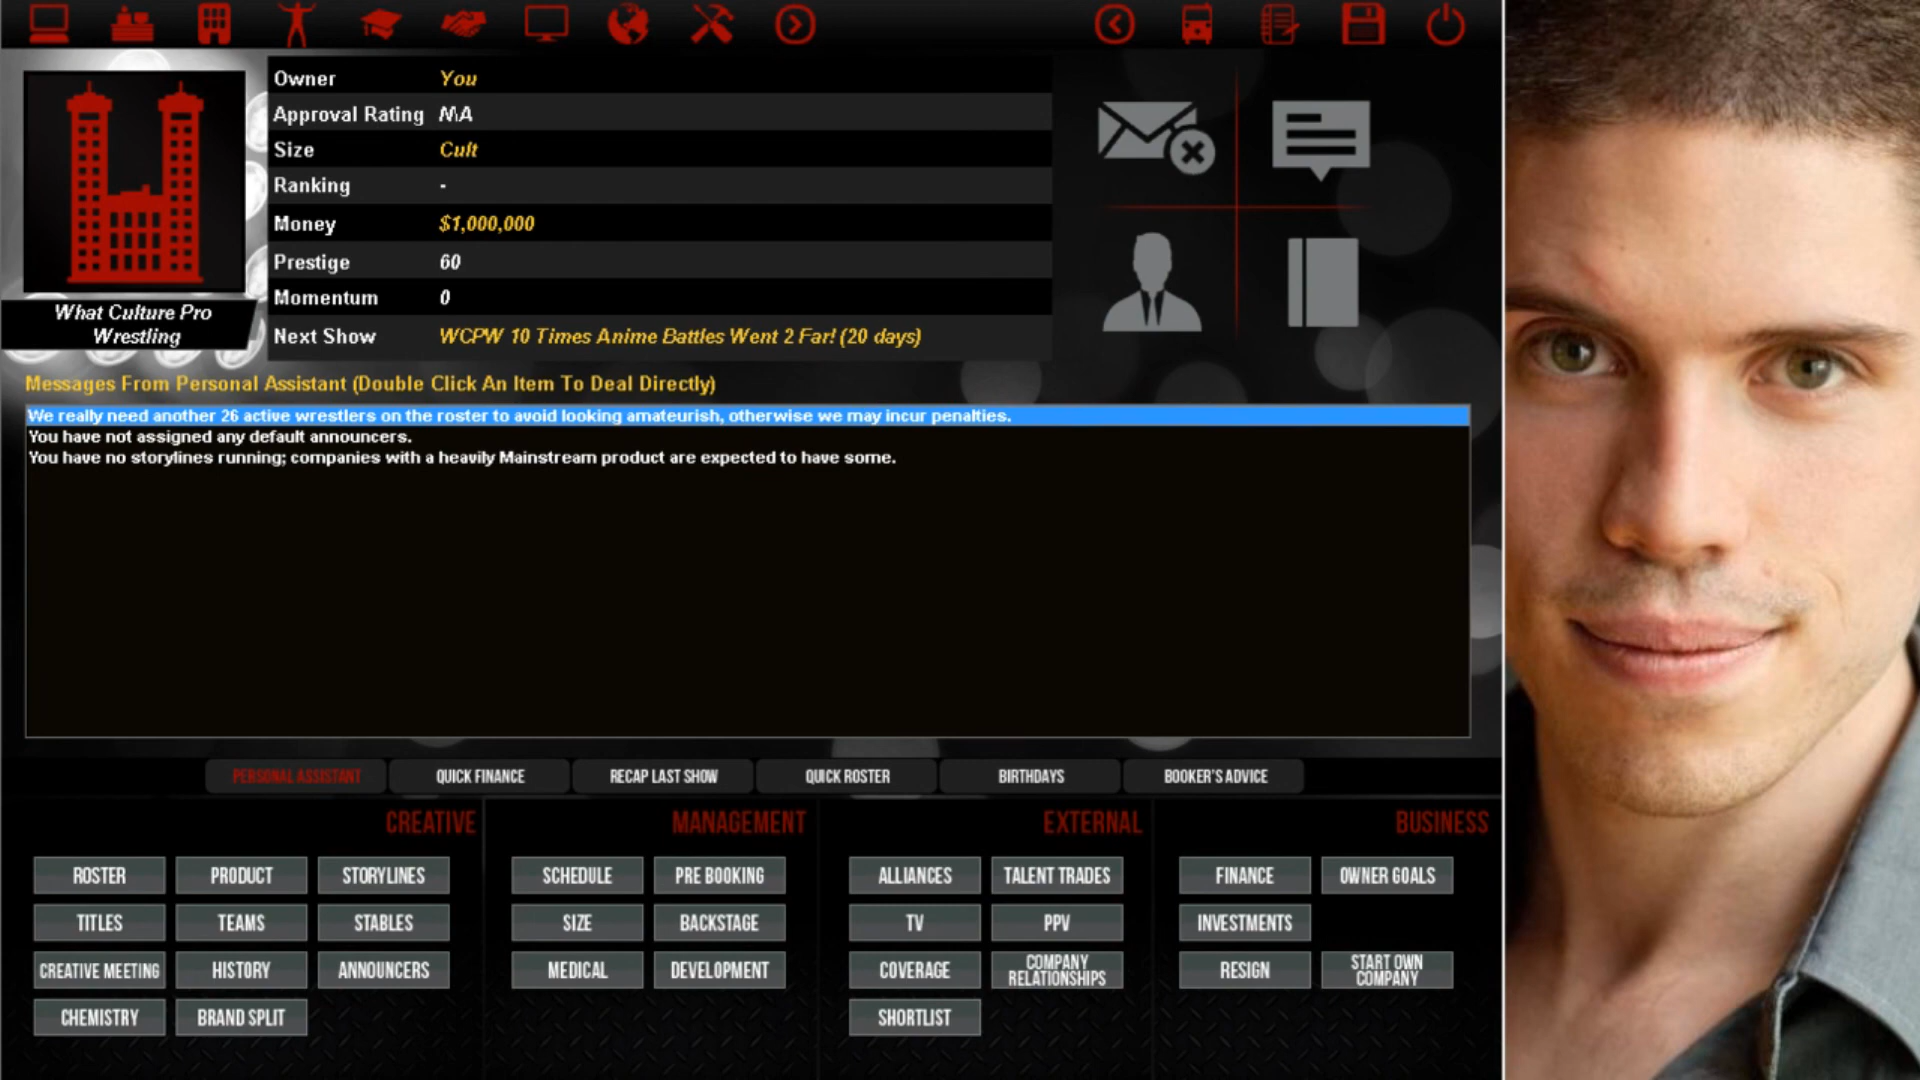 Owner You
Approval Rating N\A
Size Cult
Ranking -
Money $1,000,000
Prestige 60
Momentum 0
Next Show WCPW 10 Times Anime Battles Went 2 Far! (20 days)
What Culture Pro
Wrestling
Messages From Personal Assistant (Double Click An Item To Deal Directly)
We really need another 26 active wrestlers on the roster to avoid looking amateurish, otherwise we may incur penalties.
You have not assigned any default announcers.
You have no storylines running; companies with a heavily Mainstream product are expected to have some.
PERSONAL ASSISTANT QUICK FINANCE RECAP LAST SHOW QUICK ROSTER BIRTHDAYS BOOKER'S ADVICE
CREATIVE MANAGEMENT EXTERNAL BUSINESS
ROSTER PRODUCT STORYLINES SCHEDULE PRE BOOKING ALLIANCES TALENT TRADES FINANCE OWNER GOALS
TITLES TEAMS STABLES SIZE BACKSTAGE TV PPV INVESTMENTS
CREATIVE MEETING HISTORY ANNOUNCERS MEDICAL DEVELOPMENT COVERAGE COMPANY RELATIONSHIPS RESIGN START OWN COMPANY
CHEMISTRY BRAND SPLIT SHORTLIST